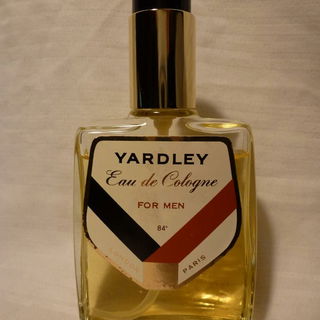 YARDLEY
Eau de Cologne
FOR MEN
84°
PARIS